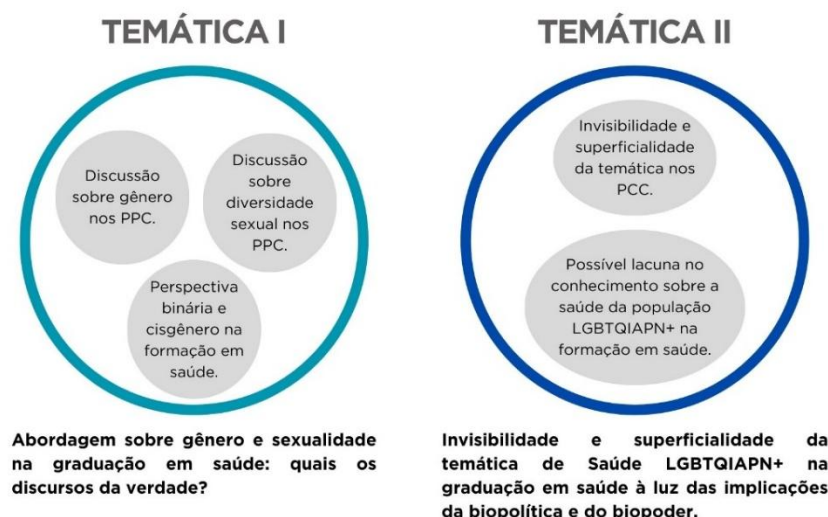 TEMÁTICA I
Discussão
sobre gênero
nos PPC.
Discussão
sobre
diversidade
sexual nos
PPC.
Perspectiva
binária e
cisgênero na
formação em
saúde.
Abordagem sobre gênero e sexualidade
na graduação em saúde: quais os
discursos da verdade?
TEMÁTICA II
Invisibilidade e
superficialidade
da temática nos
PCC.
Possível lacuna no
conhecimento sobre a
saúde da população
LGBTQIAPN+ na
formação em saúde.
Invisibilidade e superficialidade da
temática de Saúde LGBTQIAPN+ na
graduação em saúde à luz das implicações
da biopolítica e do biopoder.